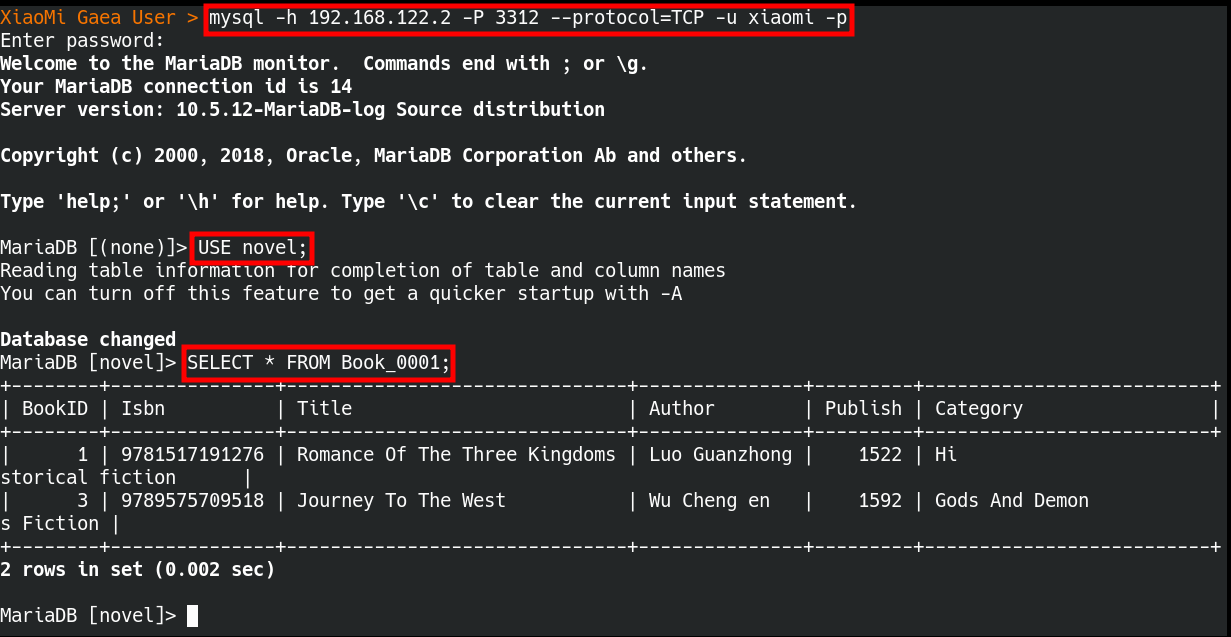 XiaoMi Gaea User > mysql -h 192.168.122.2 -P 3312 --protocol=TCP -u xiaomi -p
Enter password:
Welcome to the MariaDB monitor.  Commands end with ; or \g.
Your MariaDB connection id is 14
Server version: 10.5.12-MariaDB-log Source distribution

Copyright (c) 2000, 2018, Oracle, MariaDB Corporation Ab and others.

Type 'help;' or '\h' for help. Type '\c' to clear the current input statement.

MariaDB [(none)]> USE novel;
Reading table information for completion of table and column names
You can turn off this feature to get a quicker startup with -A

Database changed
MariaDB [novel]> SELECT * FROM Book_0001;
+--------+---------------+-------------------------------+---------------+---------+--------------------------+
| BookID | Isbn          | Title                         | Author        | Publish | Category                 |
+--------+---------------+-------------------------------+---------------+---------+--------------------------+
|      1 | 9781517191276 | Romance Of The Three Kingdoms | Luo Guanzhong |    1522 | Hi
storical fiction      |
|      3 | 9789575709518 | Journey To The West           | Wu Cheng en   |    1592 | Gods And Demon
s Fiction |
+--------+---------------+-------------------------------+---------------+---------+--------------------------+
2 rows in set (0.002 sec)

MariaDB [novel]>